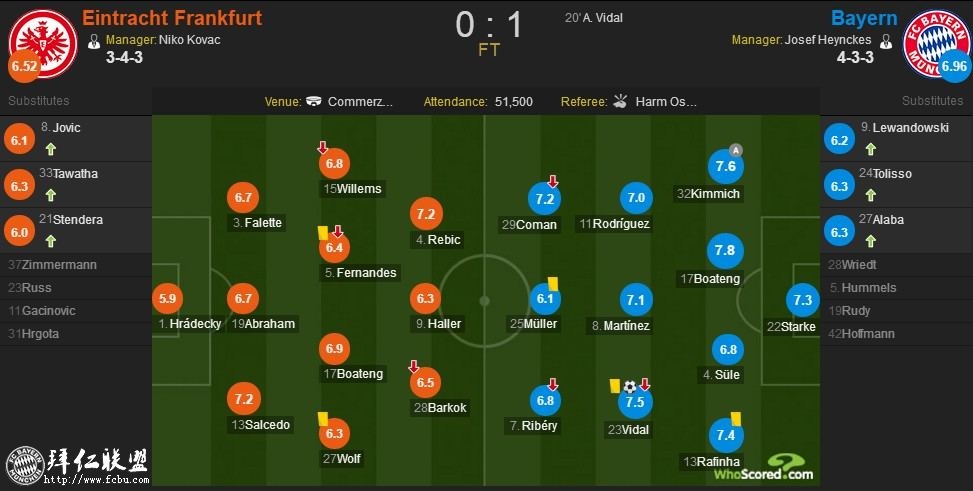 Eintracht Frankfurt
Manager: Niko Kovac
3-4-3
6.52
0 : 1
FT
20' A. Vidal
Bayern
Manager: Josef Heynckes
4-3-3
FC BAYERN
MÜNCHEN
6.96
Substitutes
Venue: Commerz... Attendance: 51,500 Referee: Harm Os...
Substitutes
6.1 8. Jovic
6.3 33 Tawatha
6.0 21 Stendera
37 Zimmermann
23 Russ
11 Gacinovic
31 Hrgota
5.9
1. Hrádecky
6.7
3. Falette
6.7
19 Abraham
7.2
13 Salcedo
6.8
15 Willems
6.4
5. Fernandes
6.9
17 Boateng
6.3
27 Wolf
7.2
4. Rebic
6.3
9. Haller
6.5
28 Barkok
7.2
29 Coman
6.1
25 Müller
6.8
7. Ribéry
7.0
11 Rodríguez
7.1
8. Martínez
7.5
23 Vidal
A
7.6
32 Kimmich
7.8
17 Boateng
6.8
4. Süle
7.4
13 Rafinha
7.3
22 Starke
6.2 9. Lewandowski
6.3 24 Tolisso
6.3 27 Alaba
28 Wriedt
5. Hummels
19 Rudy
42 Hoffmann
WhoScored.com
FC BAYERN
MÜNCHEN
拜仁联盟
http://www.fcbu.com